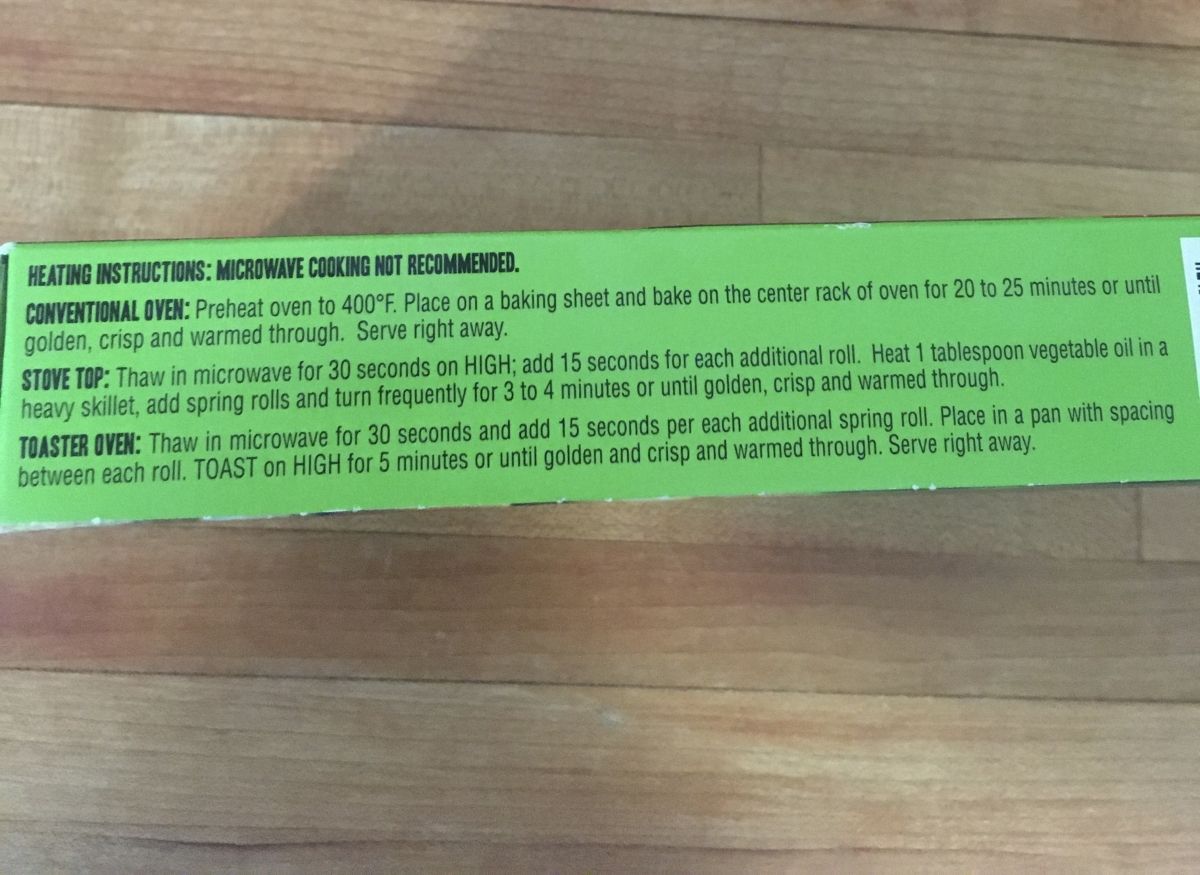 HEATING INSTRUCTIONS: MICROWAVE COOKING NOT RECOMMENDED.
CONVENTIONAL OVEN: Preheat oven to 400°F. Place on a baking sheet and bake on the center rack of oven for 20 to 25 minutes or until
golden, crisp and warmed through. Serve right away.
STOVE TOP: Thaw in microwave for 30 seconds on HIGH; add 15 seconds for each additional roll. Heat 1 tablespoon vegetable oil in a
heavy skillet, add spring rolls and turn frequently for 3 to 4 minutes or until golden, crisp and warmed through.
TOASTER OVEN: Thaw in microwave for 30 seconds and add 15 seconds per each additional spring roll. Place in a pan with spacing
between each roll. TOAST on HIGH for 5 minutes or until golden and crisp and warmed through. Serve right away.